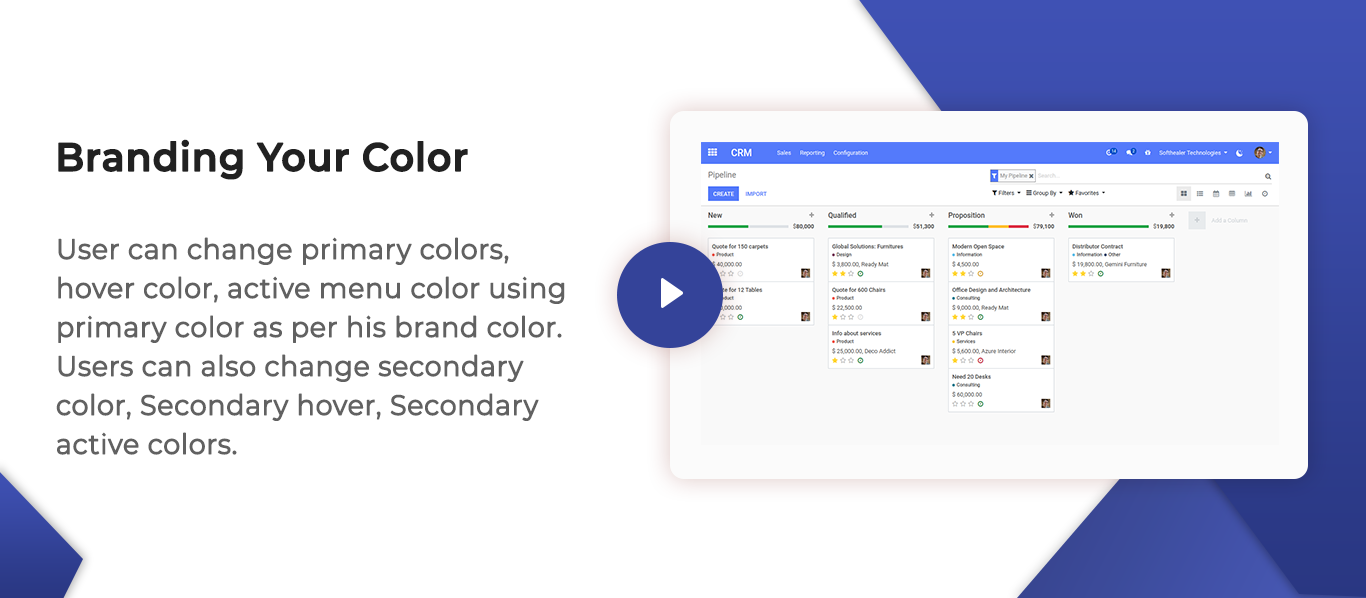 Branding Your Color
User can change primary colors,
hover color, active menu color using
primary color as per his brand color.
Users can also change secondary
color, Secondary hover, Secondary
active colors.
CRM Sales Reporting Configuration
Softhealer Technologies
Pipeline
My Pipeline Search...
CREATE IMPORT
Filters Group By Favorites
New
$80,000
Quote for 150 carpets
Product
40,000.00
for 12 Tables
Qualified
$51,300
Global Solutions: Furnitures
Design
$ 3,800.00, Ready Mat
Quote for 600 Chairs
Product
$ 22,500.00
Info about services
Product
$ 25,000.00, Deco Addict
Proposition
$79,100
Modern Open Space
Information
$ 4,500.00
Office Design and Architecture
Consulting
$ 9,000.00, Ready Mat
5 VP Chairs
Services
$ 5,600.00, Azure Interior
Need 20 Desks
Consulting
$ 60,000.00
Won
$19,800
Distributor Contract
Information Other
$ 19,800.00, Gemini Furniture
Add a Column